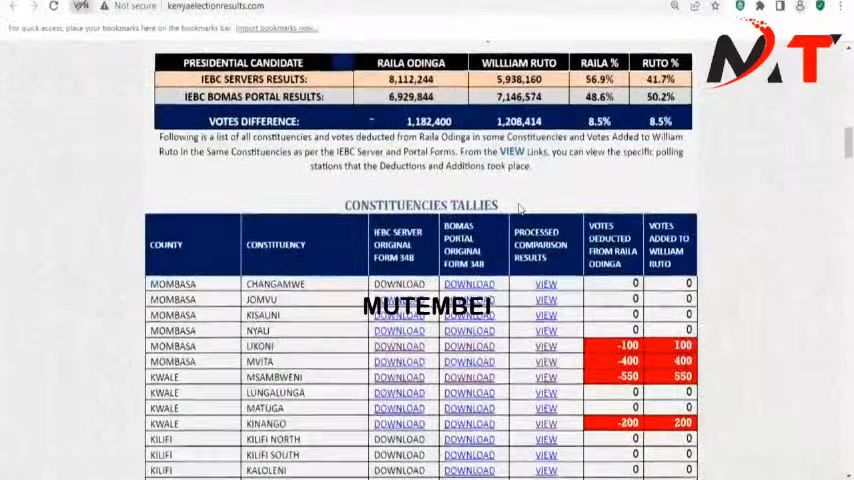 Not secure kenyaelectionresults.com
For quick access, place your bookmarks here on the bookmarks bar. Import bookmarks now...
MT
PRESIDENTIAL CANDIDATE RAILA ODINGA WILLLIAM RUTO RAILA % RUTO %
IEBC SERVERS RESULTS: 8,112,244 5,938,160 56.9% 41.7%
IEBC BOMAS PORTAL RESULTS: 6,929,844 7,146,574 48.6% 50.2%
VOTES DIFFERENCE: - 1,182,400 1,208,414 8.5% 8.5%
Following is a list of all constituencies and votes deducted from Raila Odinga in some Constituencies and Votes Added to William
Ruto In the Same Constituencies as per the IEBC Server and Portal Forms. From the VIEW Links, you can view the specific polling
stations that the Deductions and Additions took place.
CONSTITUENCIES TALLIES
COUNTY CONSTITUENCY IEBC SERVER ORIGINAL FORM 34B BOMAS PORTAL ORIGINAL FORM 34B PROCESSED COMPARISON RESULTS VOTES DEDUCTED FROM RAILA ODINGA VOTES ADDED TO WILLIAM RUTO
MOMBASA CHANGAMWE DOWNLOAD DOWNLOAD VIEW 0 0
MOMBASA JOMVU DOWNLOAD DOWNLOAD VIEW 0 0
MUTEMBEI
MOMBASA KISAUNI DOWNLOAD DOWNLOAD VIEW 0 0
MOMBASA NYALI DOWNLOAD DOWNLOAD VIEW 0 0
MOMBASA LIKONI DOWNLOAD DOWNLOAD VIEW -100 100
MOMBASA MVITA DOWNLOAD DOWNLOAD VIEW -400 400
KWALE MSAMBWENI DOWNLOAD DOWNLOAD VIEW -550 550
KWALE LUNGALUNGA DOWNLOAD DOWNLOAD VIEW 0 0
KWALE MATUGA DOWNLOAD DOWNLOAD VIEW 0 0
KWALE KINANGO DOWNLOAD DOWNLOAD VIEW -200 200
KILIFI KILIFI NORTH DOWNLOAD DOWNLOAD VIEW 0 0
KILIFI KILIFI SOUTH DOWNLOAD DOWNLOAD VIEW 0 0
KILIFI KALOLENI DOWNLOAD DOWNLOAD VIEW 0 0